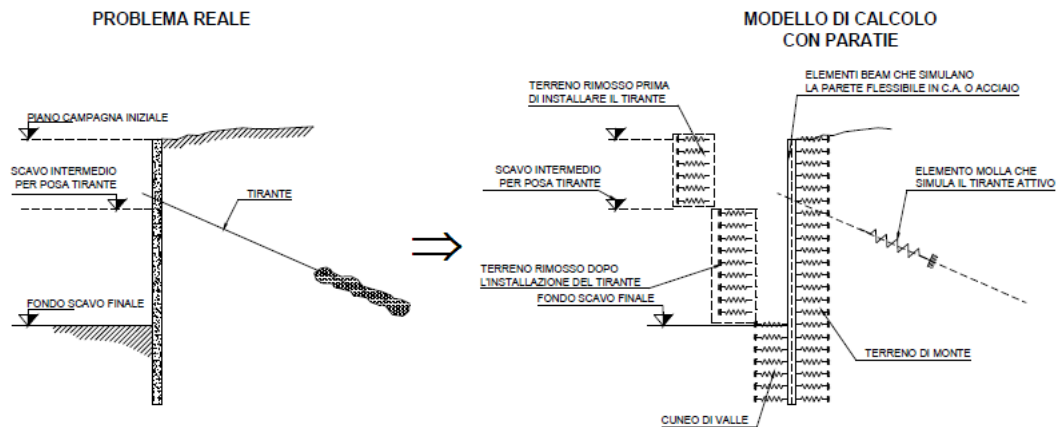 PROBLEMA REALE
PIANO CAMPAGNA INIZIALE
SCAVO INTERMEDIO
PER POSA TIRANTE
TIRANTE
FONDO SCAVO FINALE
MODELLO DI CALCOLO
CON PARATIE
TERRENO RIMOSSO PRIMA
DI INSTALLARE IL TIRANTE
ELEMENTI BEAM CHE SIMULANO
LA PARETE FLESSIBILE IN C.A. O ACCIAIO
SCAVO INTERMEDIO
PER POSA TIRANTE
ELEMENTO MOLLA CHE
SIMULA IL TIRANTE ATTIVO
TERRENO RIMOSSO DOPO
L'INSTALLAZIONE DEL TIRANTE
FONDO SCAVO FINALE
TERRENO DI MONTE
CUNEO DI VALLE